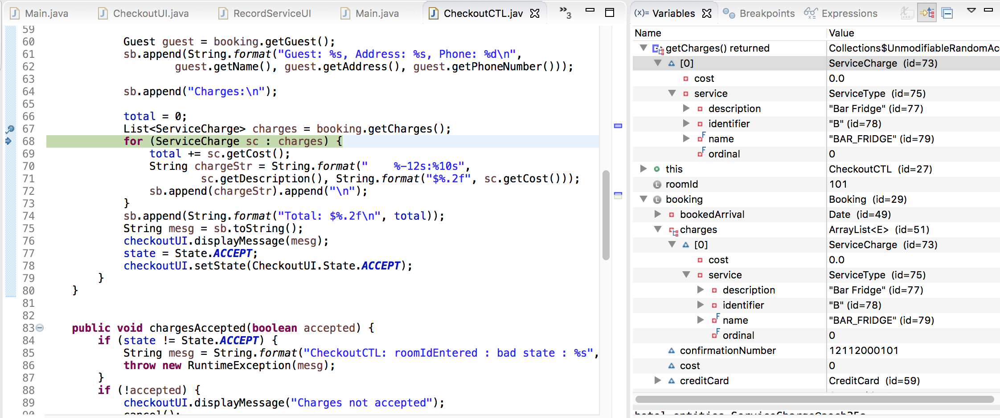 Main.java CheckoutUI.java RecordServiceUI Main.java CheckoutCTL.jav 3
59
60 Guest guest = booking.getGuest();
61 sb.append(String.format("Guest: %s, Address: %s, Phone: %d\n",
62 guest.getName(), guest.getAddress(), guest.getPhoneNumber()));
63
64 sb.append("Charges:\n");
65
66 total = 0;
67 List<ServiceCharge> charges = booking.getCharges();
68 for (ServiceCharge sc : charges) {
69 total += sc.getCost();
70 String chargeStr = String.format("    %-12s:%10s",
71 sc.getDescription(), String.format("$%.2f", sc.getCost()));
72 sb.append(chargeStr).append("\n");
73 }
74 sb.append(String.format("Total: $%.2f\n", total));
75 String mesg = sb.toString();
76 checkoutUI.displayMessage(mesg);
77 state = State.ACCEPT;
78 checkoutUI.setState(CheckoutUI.State.ACCEPT);
79 }
80 }
81
82
83 public void chargesAccepted(boolean accepted) {
84 if (state != State.ACCEPT) {
85 String mesg = String.format("CheckoutCTL: roomIdEntered : bad state : %s",
86 throw new RuntimeException(mesg);
87 }
88 if (!accepted) {
89 checkoutUI.displayMessage("Charges not accepted");
90 cancel();
(x)= Variables Breakpoints Expressions
Name Value
getCharges() returned Collections$UnmodifiableRandomAcc
[0] ServiceCharge (id=73)
cost 0.0
service ServiceType (id=75)
description "Bar Fridge" (id=77)
identifier "B" (id=78)
name "BAR_FRIDGE" (id=79)
ordinal 0
this CheckoutCTL (id=27)
roomId 101
booking Booking (id=29)
bookedArrival Date (id=49)
charges ArrayList<E> (id=51)
[0] ServiceCharge (id=73)
cost 0.0
service ServiceType (id=75)
description "Bar Fridge" (id=77)
identifier "B" (id=78)
name "BAR_FRIDGE" (id=79)
ordinal 0
confirmationNumber 12112000101
cost 0
creditCard CreditCard (id=59)